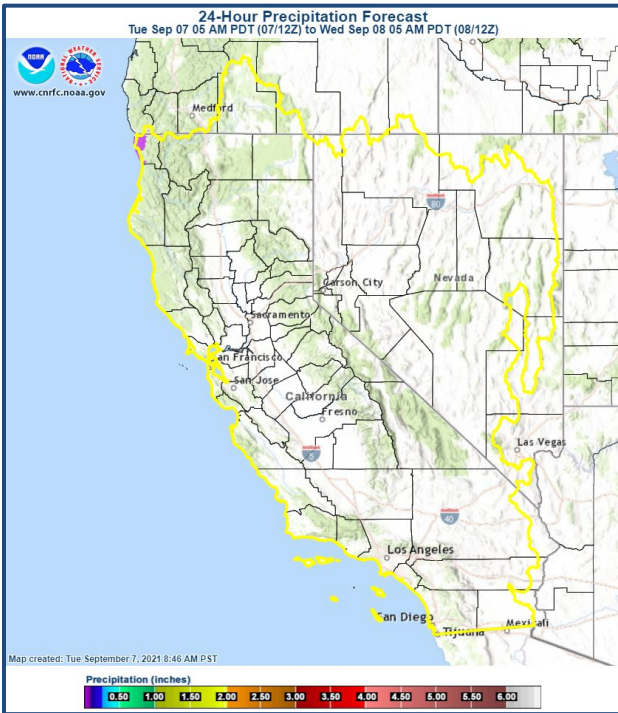 24-Hour Precipitation Forecast
Tue Sep 07 05 AM PDT (07/12Z) to Wed Sep 08 05 AM PDT (08/12Z)
NOAA
NATIONAL WEATHER SERVICE
www.cnrfc.noaa.gov
Medford
80
Carson City
Nevada
Sacramento
San Francisco
San Jose
California
Fresno
5
Las Vegas
40
Los Angeles
San Diego
Tijuana
Mexicali
Map created: Tue September 7, 2021 8:46 AM PST
Precipitation (inches)
0.50 1.00 1.50 2.00 2.50 3.00 3.50 4.00 4.50 5.00 5.50 6.00